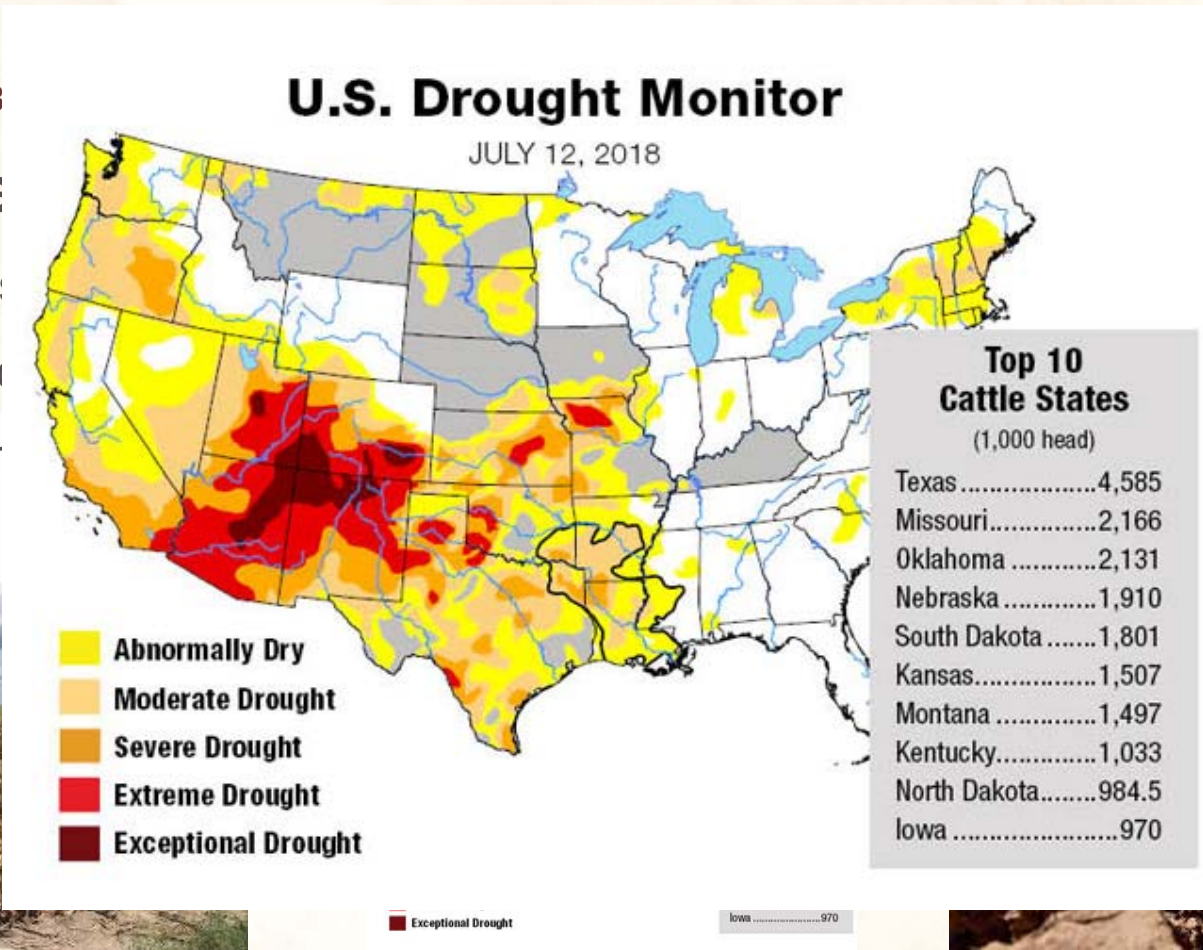 U.S. Drought Monitor
JULY 12, 2018
Top 10
Cattle States
(1,000 head)
Texas....................4,585
Missouri................2,166
Oklahoma .............2,131
Nebraska ..............1,910
South Dakota ........1,801
Kansas..................1,507
Montana ...............1,497
Kentucky...............1,033
North Dakota........984.5
Iowa ........................970
Abnormally Dry
Moderate Drought
Severe Drought
Extreme Drought
Exceptional Drought
Exceptional Drought
Iowa ........................970